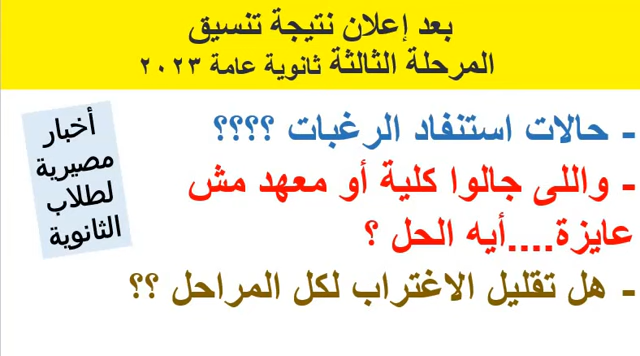 بعد إعلان نتيجة تنسيق
المرحلة الثالثة ثانوية عامة ٢٠٢٣
- حالات استنفاد الرغبات ؟؟؟؟
- واللى جالوا كلية أو معهد مش
عايزة....أيه الحل ؟
- هل تقليل الاغتراب لكل المراحل ؟؟
أخبار
مصيرية
لطلاب
الثانوية